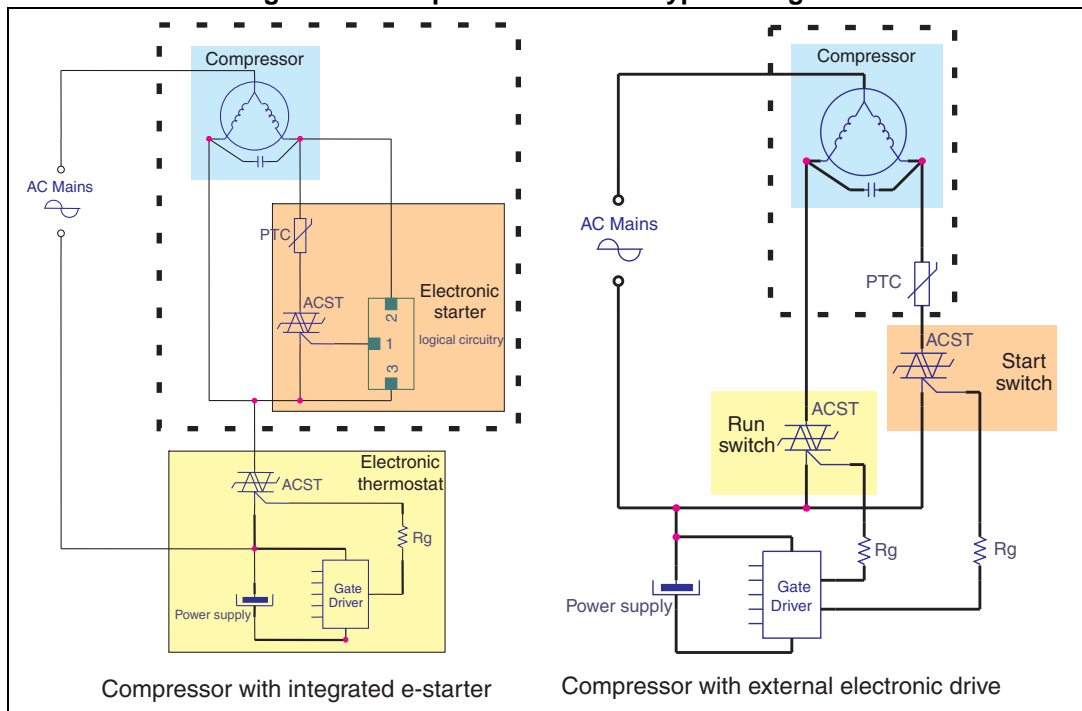 Compressor
AC Mains
PTC
ACST
Electronic
starter
logical circuitry
2
1
3
Electronic
thermostat
ACST
Rg
Gate
Driver
Power supply
Compressor with integrated e-starter
Compressor
AC Mains
PTC
ACST
Start
switch
ACST
Run
switch
Rg
Rg
Gate
Driver
Power supply
Compressor with external electronic drive